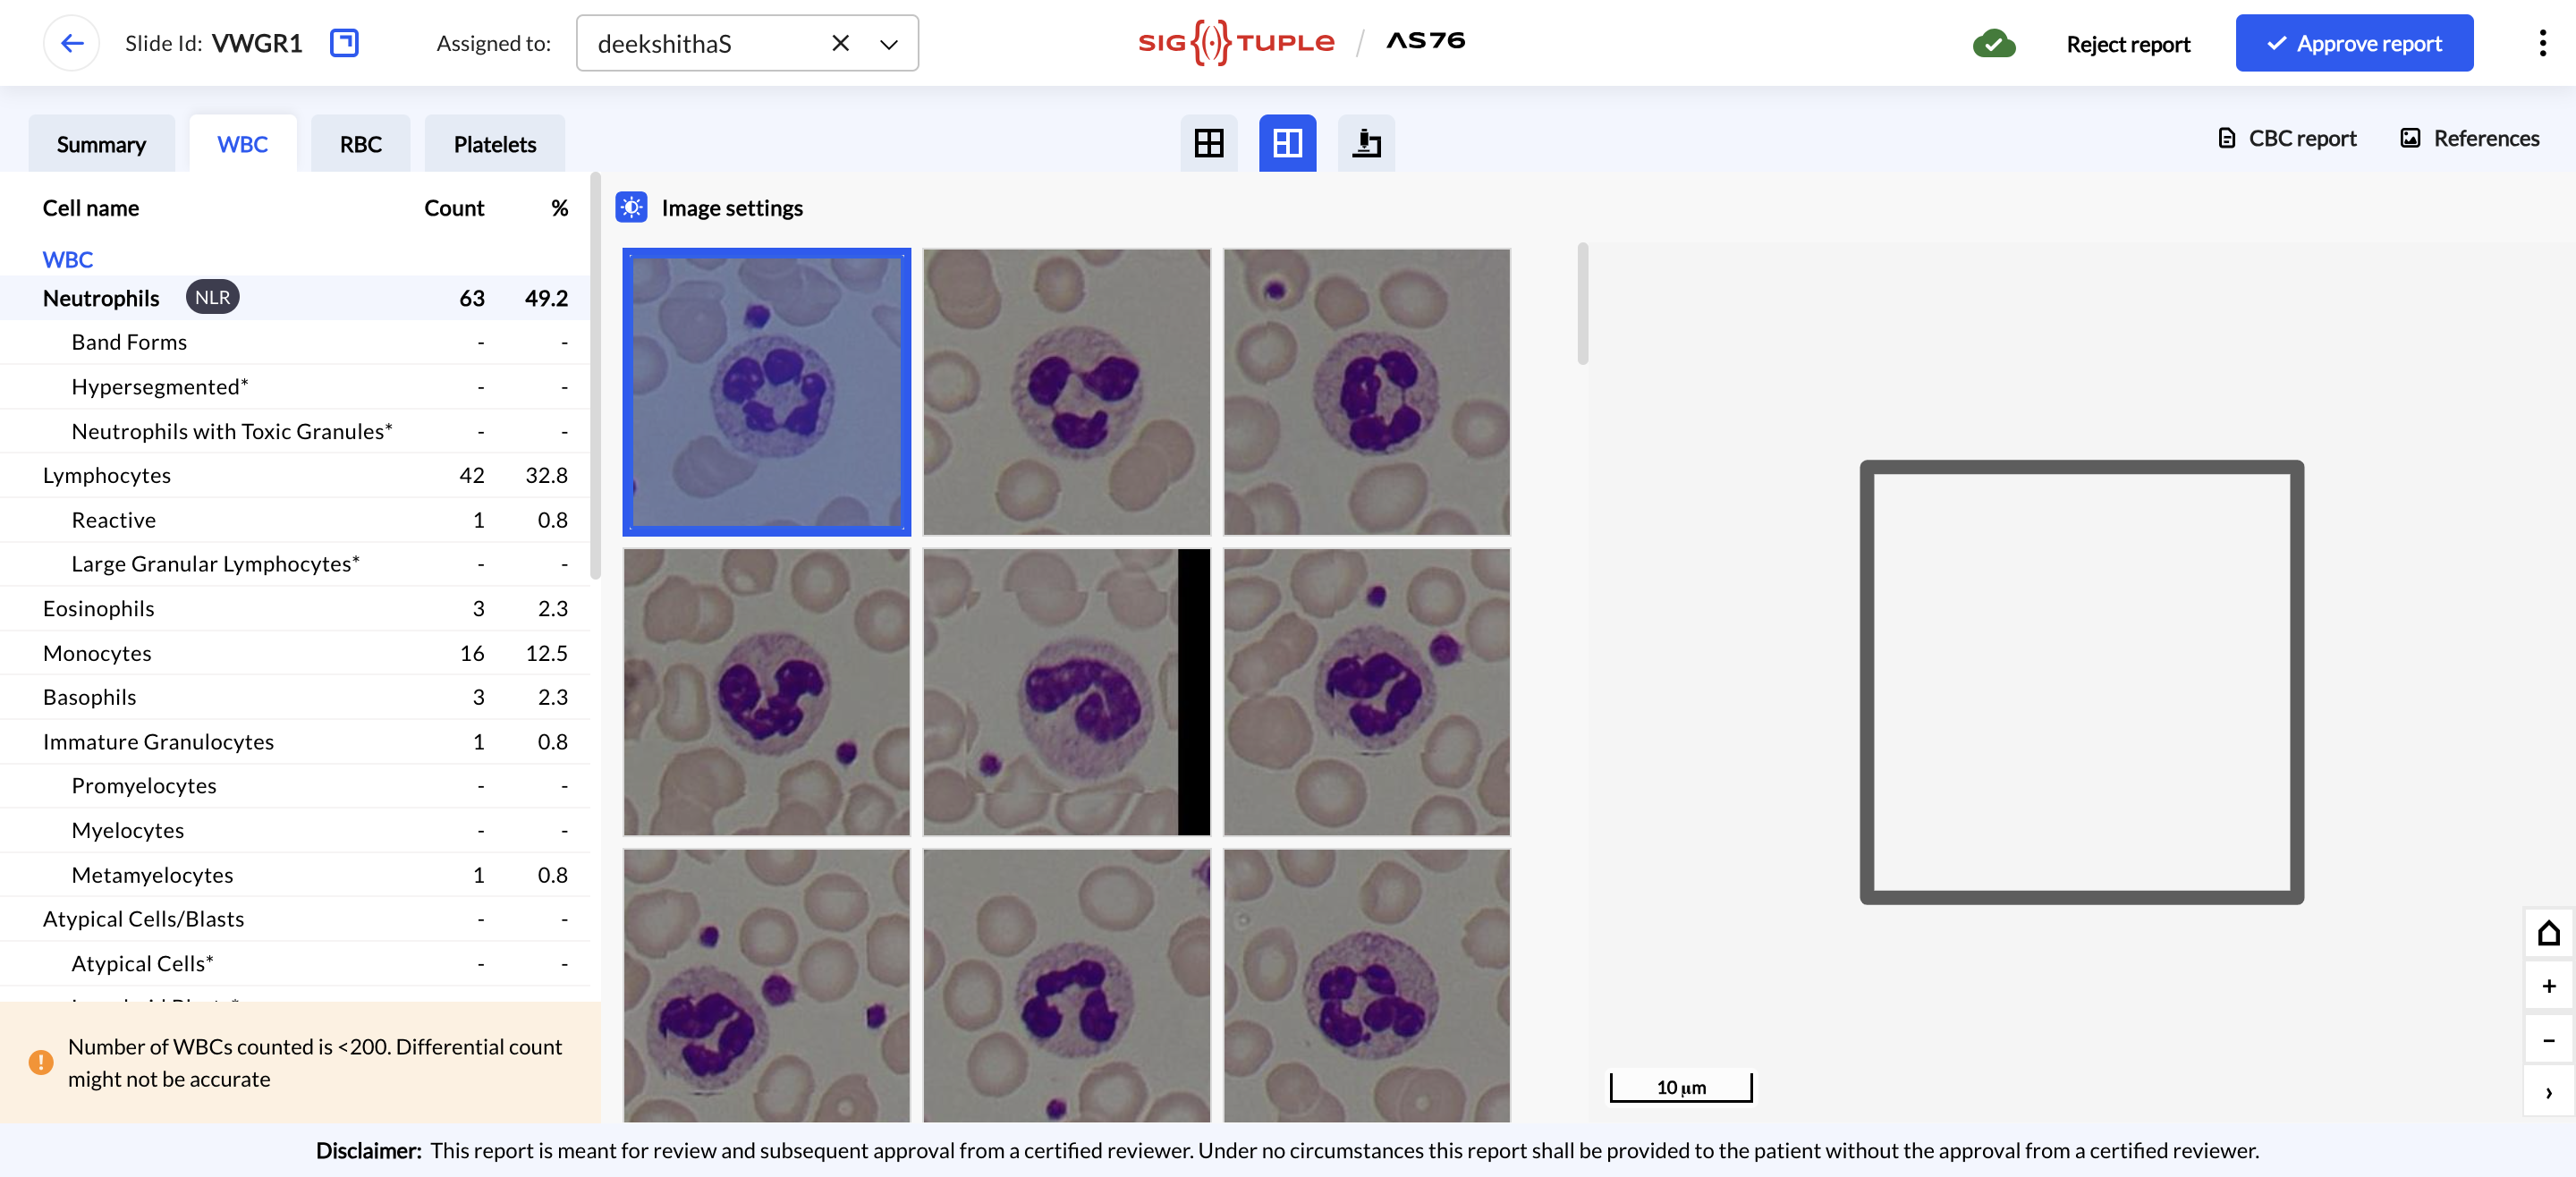 Slide Id: VWGR1
Assigned to: deekshithaS
SIG TUPLE / AS76
Reject report
Approve report
Summary
WBC
RBC
Platelets
CBC report
References
Cell name Count %
WBC
Neutrophils NLR 63 49.2
Band Forms - -
Hypersegmented* - -
Neutrophils with Toxic Granules* - -
Lymphocytes 42 32.8
Reactive 1 0.8
Large Granular Lymphocytes* - -
Eosinophils 3 2.3
Monocytes 16 12.5
Basophils 3 2.3
Immature Granulocytes 1 0.8
Promyelocytes - -
Myelocytes - -
Metamyelocytes 1 0.8
Atypical Cells/Blasts - -
Atypical Cells* - -
Number of WBCs counted is <200. Differential count
might not be accurate
Image settings
10 µm
Disclaimer: This report is meant for review and subsequent approval from a certified reviewer. Under no circumstances this report shall be provided to the patient without the approval from a certified reviewer.